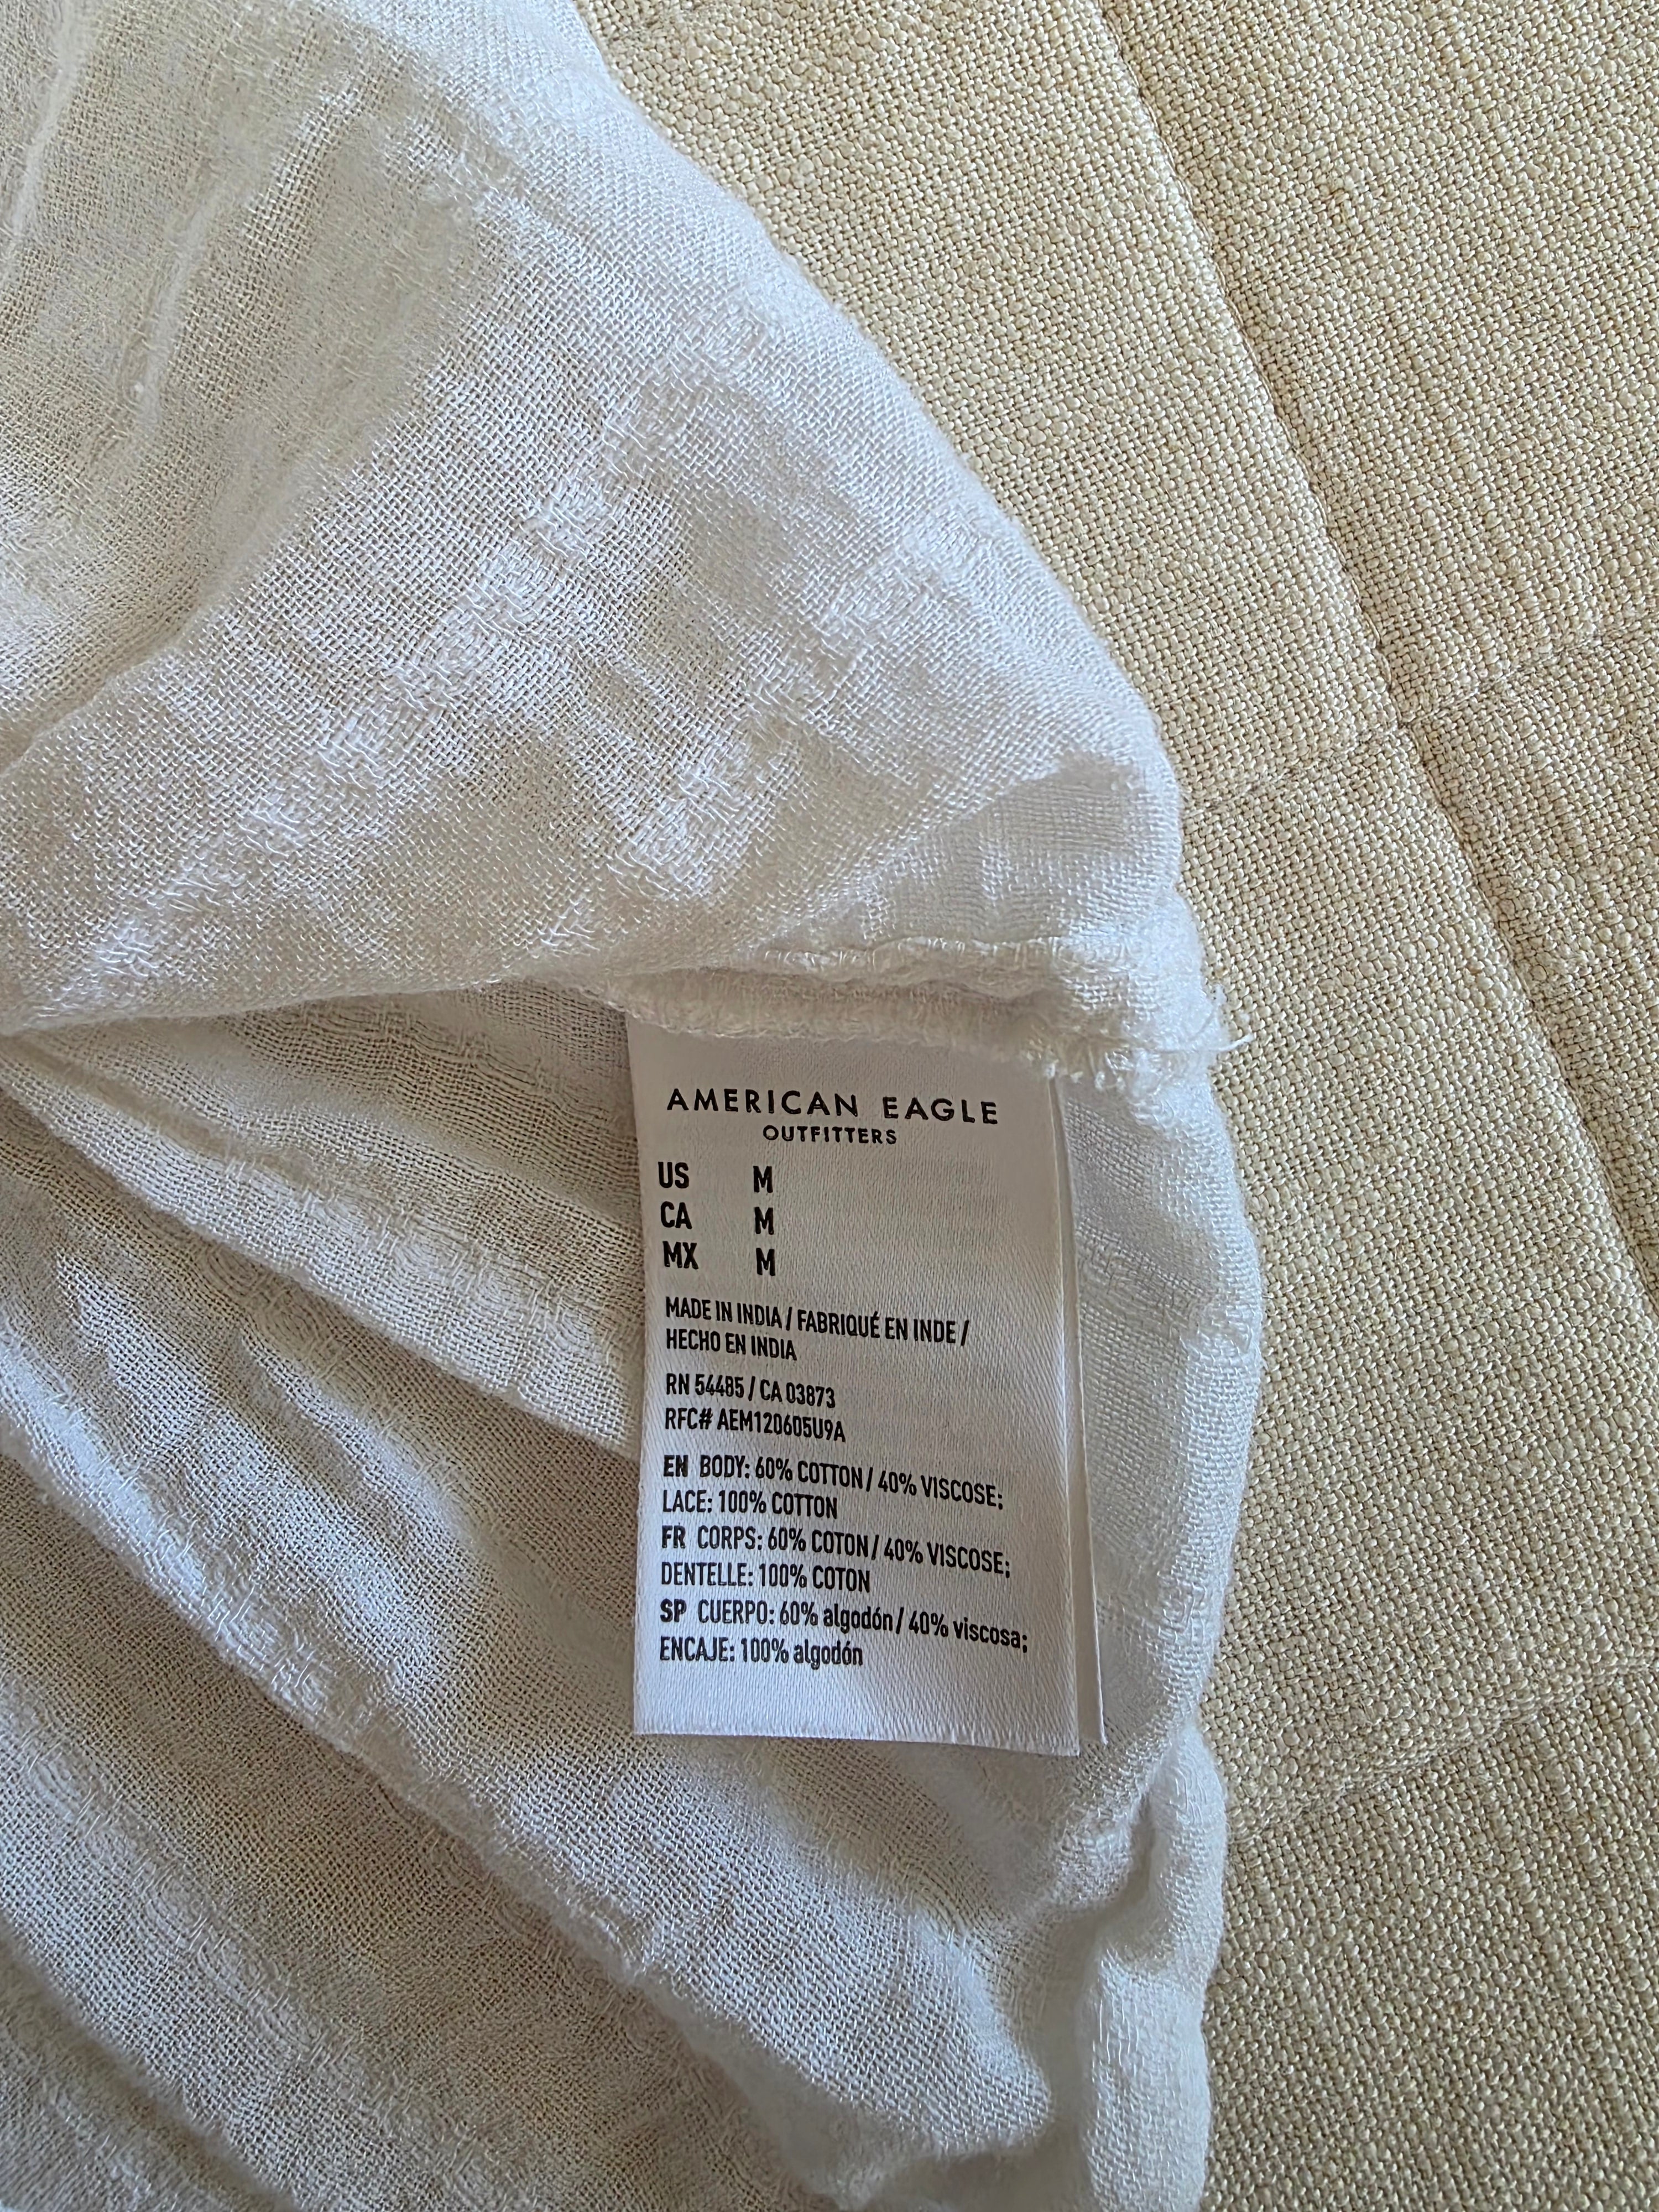 AMERICAN EAGLE
OUTFITTERS
US M
CA M
MX M
MADE IN INDIA / FABRIQUÉ EN INDE /
HECHO EN INDIA
RN 54485 / CA 03873
RFC# AEM120605U9A
EN BODY: 60% COTTON / 40% VISCOSE;
LACE: 100% COTTON
FR CORPS: 60% COTON / 40% VISCOSE;
DENTELLE: 100% COTON
SP CUERPO: 60% algodón / 40% viscosa;
ENCAJE: 100% algodón